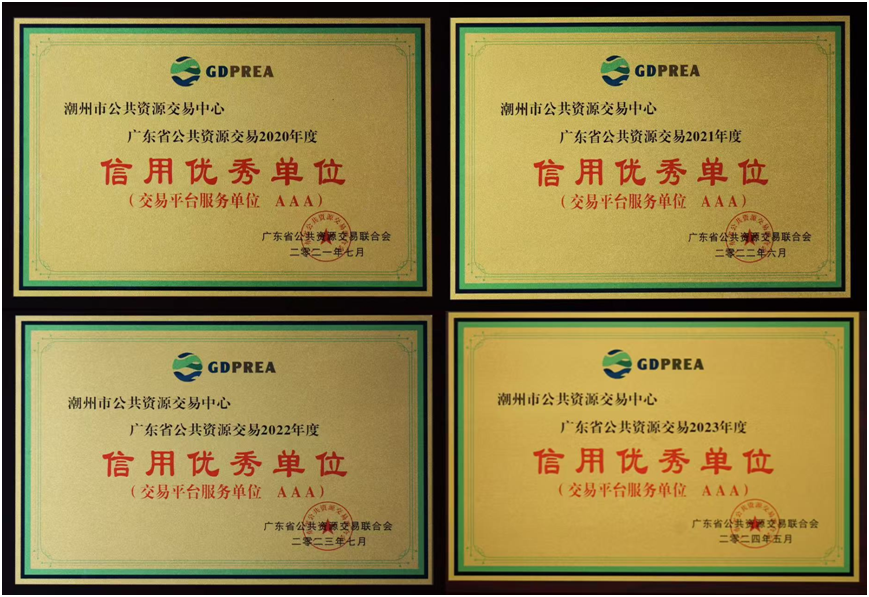 GDPREA
潮州市公共资源交易中心
广东省公共资源交易2020年度
信用优秀单位
（交易平台服务单位 AAA）
广东省公共资源交易联合会
二零二一年七月
GDPREA
潮州市公共资源交易中心
广东省公共资源交易2021年度
信用优秀单位
（交易平台服务单位 AAA）
广东省公共资源交易联合会
二零二二年六月
GDPREA
潮州市公共资源交易中心
广东省公共资源交易2022年度
信用优秀单位
（交易平台服务单位 AAA）
广东省公共资源交易联合会
二零二三年七月
GDPREA
潮州市公共资源交易中心
广东省公共资源交易2023年度
信用优秀单位
（交易平台服务单位 AAA）
广东省公共资源交易联合会
二零二四年五月